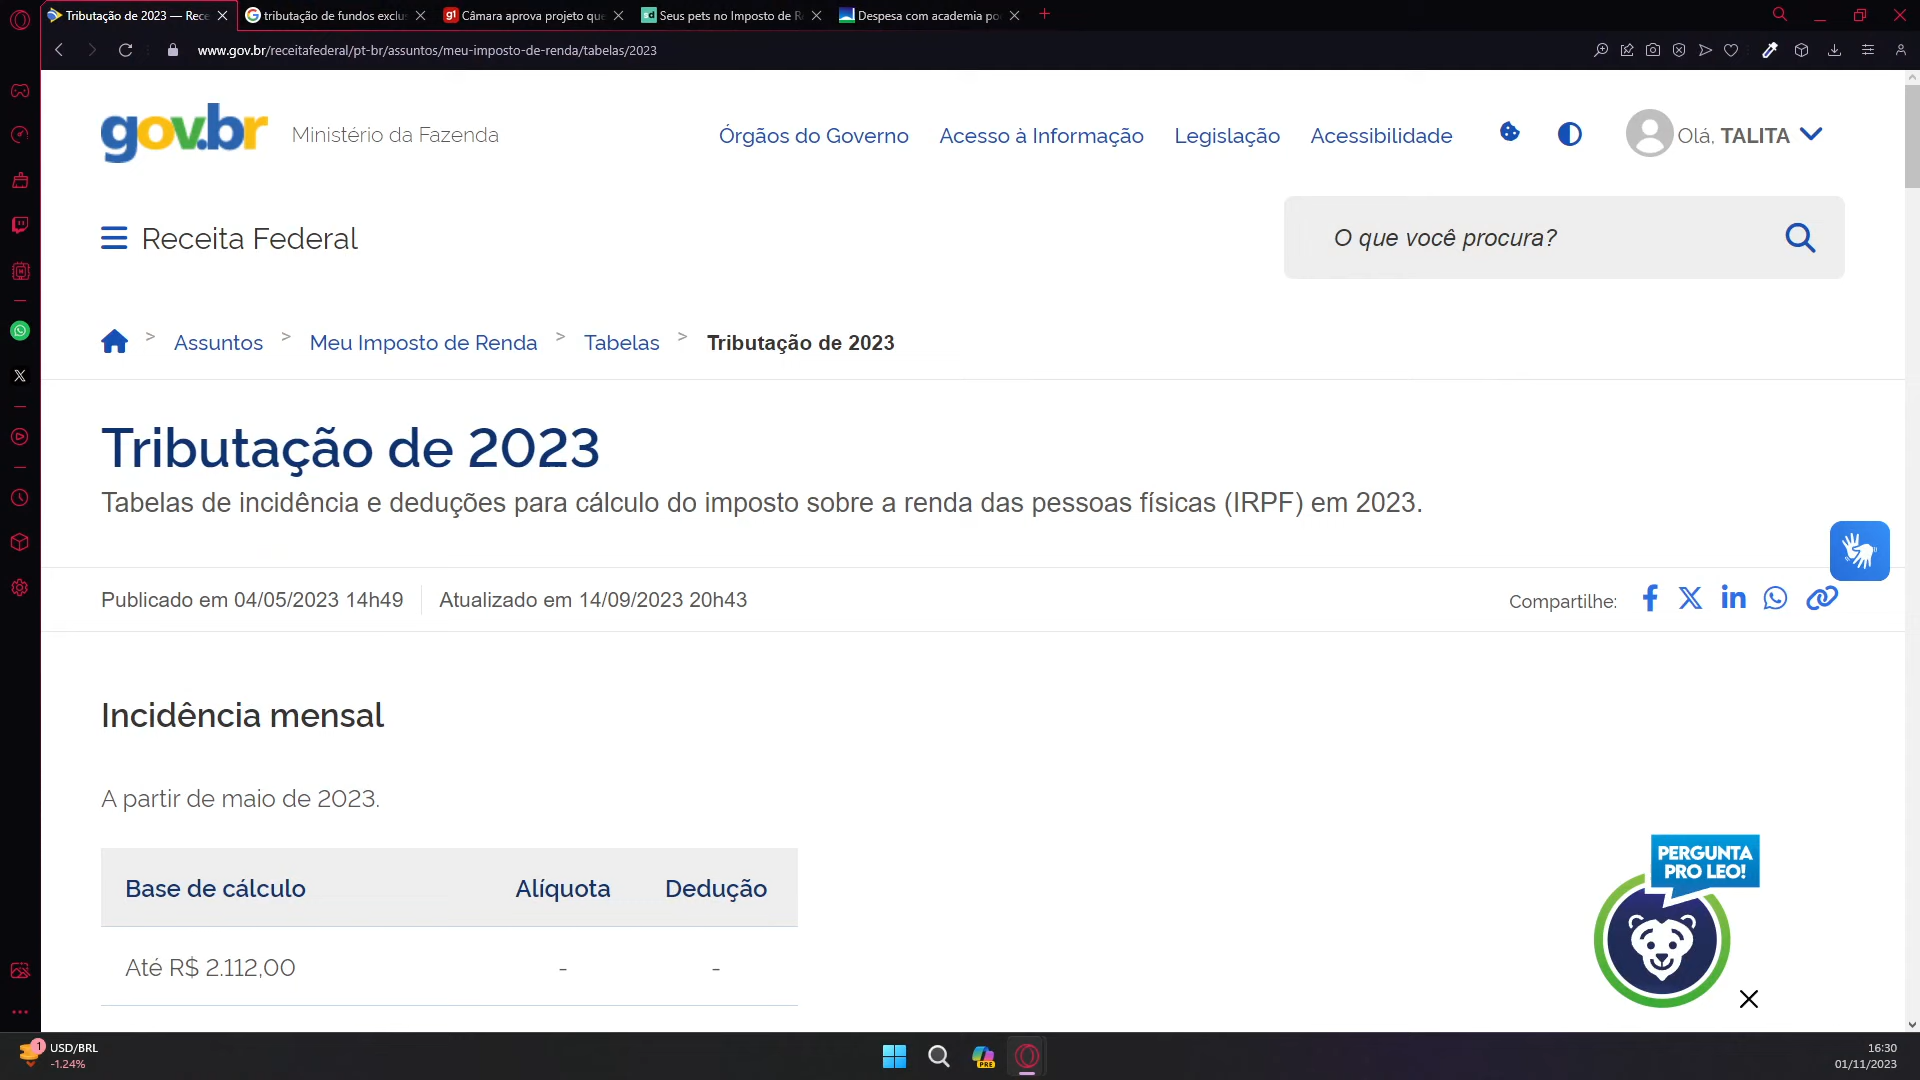 Tributação de 2023 — Rece
tributação de fundos exclu
g1 Câmara aprova projeto que
Seus pets no Imposto de R
Despesa com academia po
www.gov.br/receitafederal/pt-br/assuntos/meu-imposto-de-renda/tabelas/2023
gov.br
Ministério da Fazenda
Órgãos do Governo
Acesso à Informação
Legislação
Acessibilidade
Olá, TALITA
Receita Federal
O que você procura?
> Assuntos > Meu Imposto de Renda > Tabelas > Tributação de 2023
Tributação de 2023
Tabelas de incidência e deduções para cálculo do imposto sobre a renda das pessoas físicas (IRPF) em 2023.
Publicado em 04/05/2023 14h49
Atualizado em 14/09/2023 20h43
Compartilhe:
Incidência mensal
A partir de maio de 2023.
Base de cálculo Alíquota Dedução
Até R$ 2.112,00 - -
PERGUNTA
PRO LEO!
1
USD/BRL
-1.24%
PRE
16:30
01/11/2023